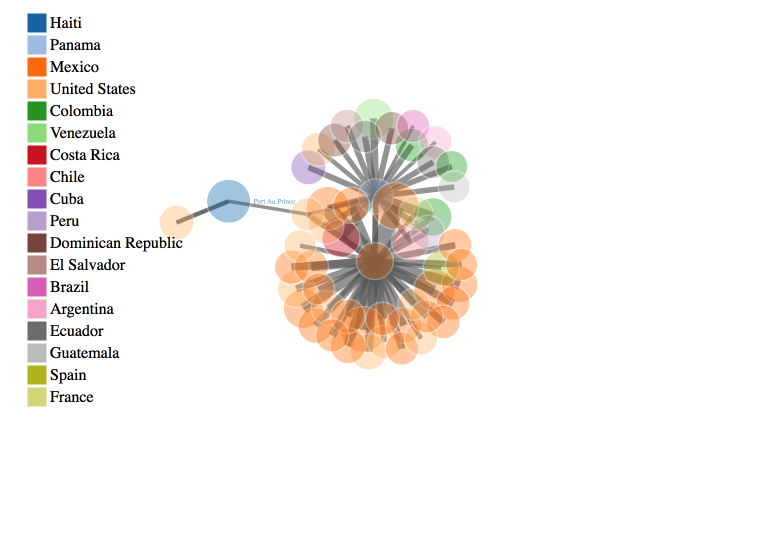 Haiti
Panama
Mexico
United States
Colombia
Venezuela
Costa Rica
Chile
Cuba
Peru
Port Au Prince
Dominican Republic
El Salvador
Brazil
Argentina
Ecuador
Guatemala
Spain
France